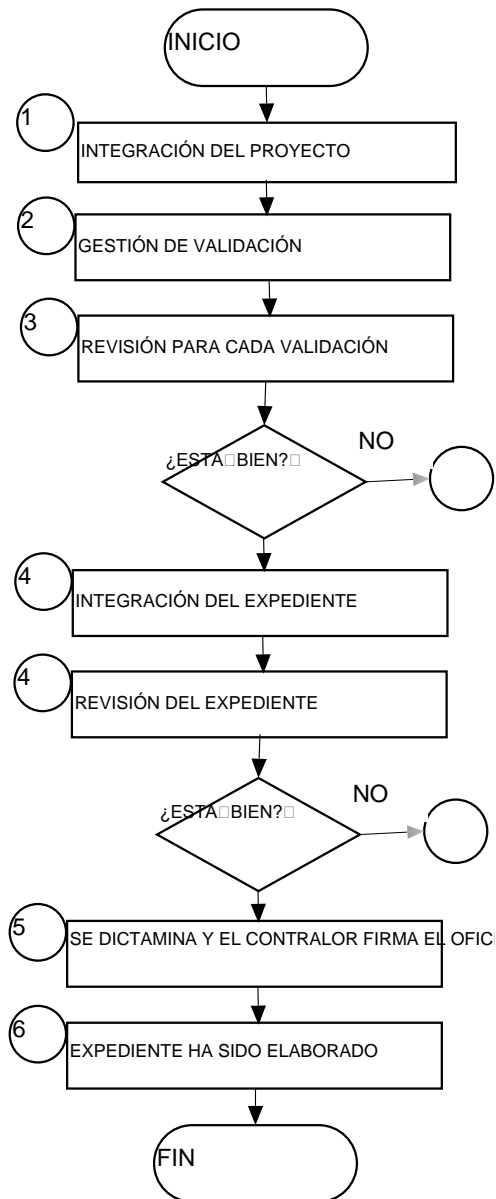 INICIO
1
INTEGRACIÓN DEL PROYECTO
2
GESTIÓN DE VALIDACIÓN
3
REVISIÓN PARA CADA VALIDACIÓN
¿ESTA BIEN?
NO
4
INTEGRACIÓN DEL EXPEDIENTE
4
REVISIÓN DEL EXPEDIENTE
¿ESTA BIEN?
NO
5
SE DICTAMINA Y EL CONTRALOR FIRMA EL OFIC
6
EXPEDIENTE HA SIDO ELABORADO
FIN